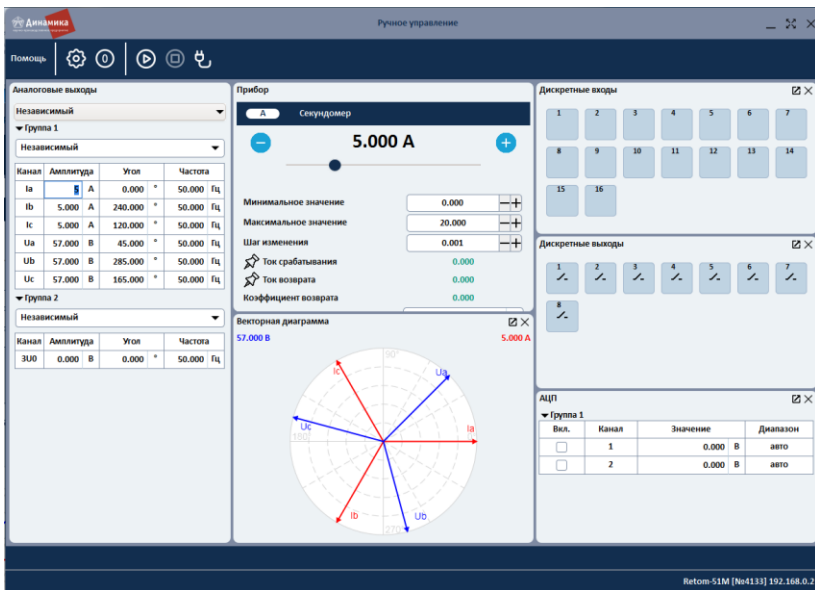 Динамика
Ручное управление
Помощь
0
Аналоговые выходы
Независимый
Группа 1
Независимый
Канал Амплитуда Угол Частота
Ia 5 А 0.000 ° 50.000 Гц
Ib 5.000 А 240.000 ° 50.000 Гц
Ic 5.000 А 120.000 ° 50.000 Гц
Ua 57.000 В 45.000 ° 50.000 Гц
Ub 57.000 В 285.000 ° 50.000 Гц
Uc 57.000 В 165.000 ° 50.000 Гц
Группа 2
Независимый
Канал Амплитуда Угол Частота
3U0 0.000 В 0.000 ° 50.000 Гц
Прибор
А Секундомер
5.000 А
Минимальное значение 0.000
Максимальное значение 20.000
Шаг изменения 0.001
Ток срабатывания 0.000
Ток возврата 0.000
Коэффициент возврата 0.000
Векторная диаграмма
57.000 В 5.000 А
90°
Ic Ua
Uc Ia
180°
Ib Ub
270°
Дискретные входы
1 2 3 4 5 6 7
8 9 10 11 12 13 14
15 16
Дискретные выходы
1 2 3 4 5 6 7
8
АЦП
Группа 1
Вкл. Канал Значение Диапазон
1 0.000 В авто
2 0.000 В авто
Retom-51M [№4133] 192.168.0.2